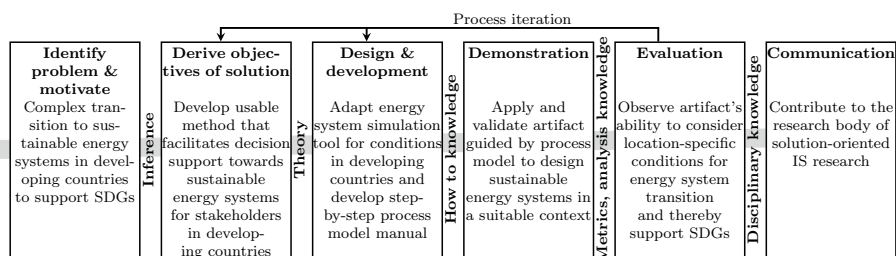 Process iteration
Identify
problem &
motivate
Complex tran-
sition to sus-
tainable energy
systems in devel-
oping countries
to support SDGs
Inference
Derive objec-
tives of solution
Develop usable
method that
facilitates decision
support towards
sustainable
energy systems
for stakeholders
in develop-
ing countries
Theory
Design &
development
Adapt energy
system simulation
tool for conditions
in developing
countries and
develop step-
by-step process
model manual
How to knowledge
Demonstration
Apply and
validate artifact
guided by process
model to design
sustainable
energy systems in
a suitable context
Metrics, analysis knowledge
Evaluation
Observe artifact's
ability to consider
location-specific
conditions for
energy system
transition
and thereby
support SDGs
Disciplinary knowledge
Communication
Contribute to the
research body of
solution-oriented
IS research